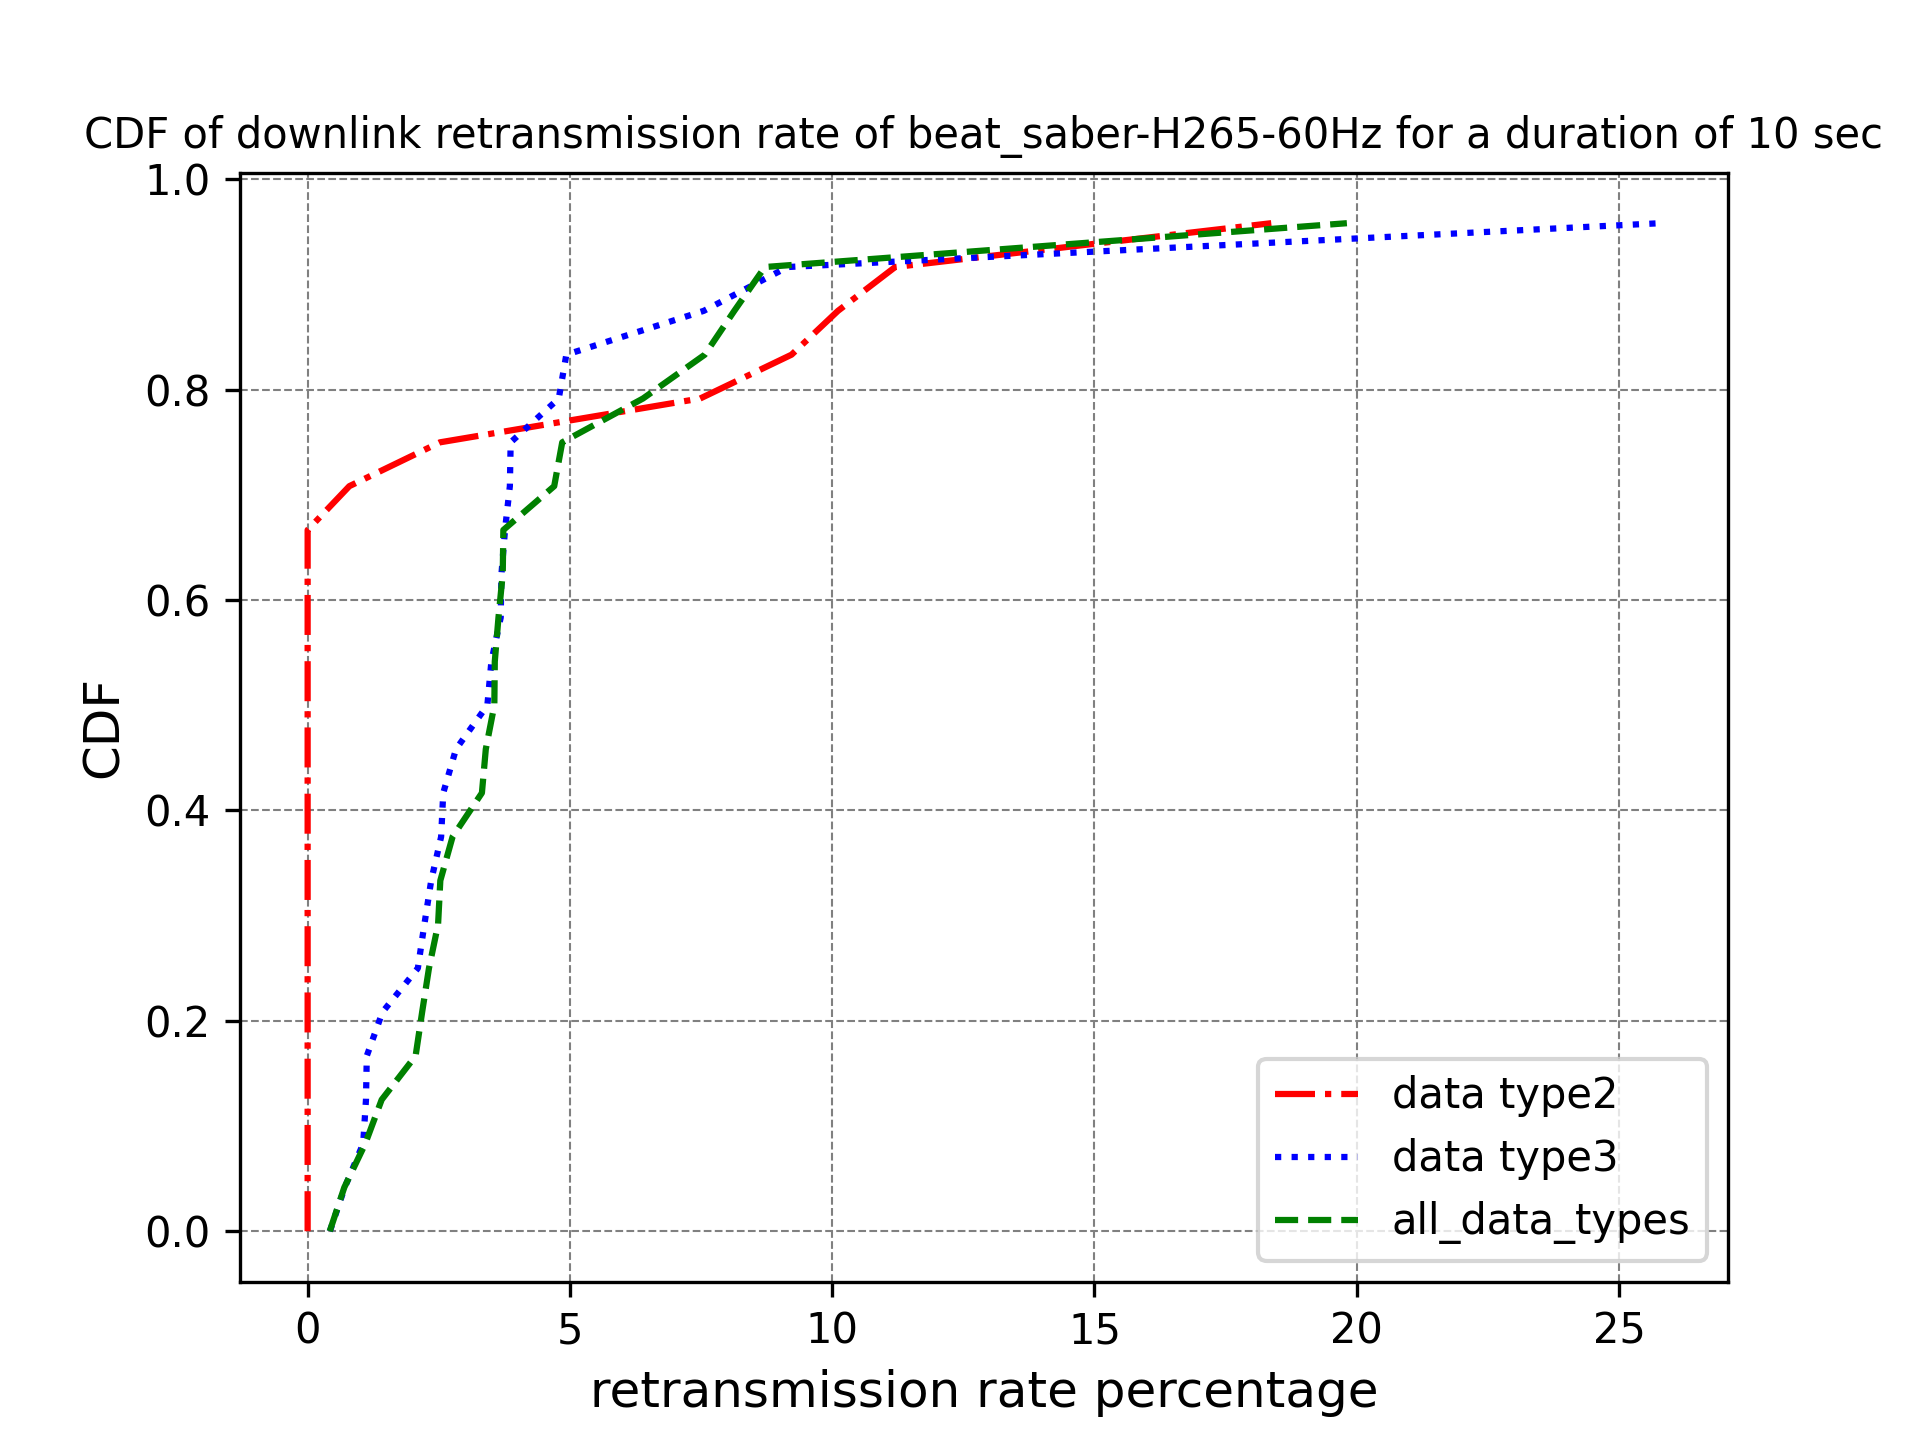 CDF of downlink retransmission rate of beat_saber-H265-60Hz for a duration of 10 sec
1.0
0.8
0.6
0.4
0.2
0.0
CDF
0 5 10 15 20 25
retransmission rate percentage
data type2
data type3
all_data_types